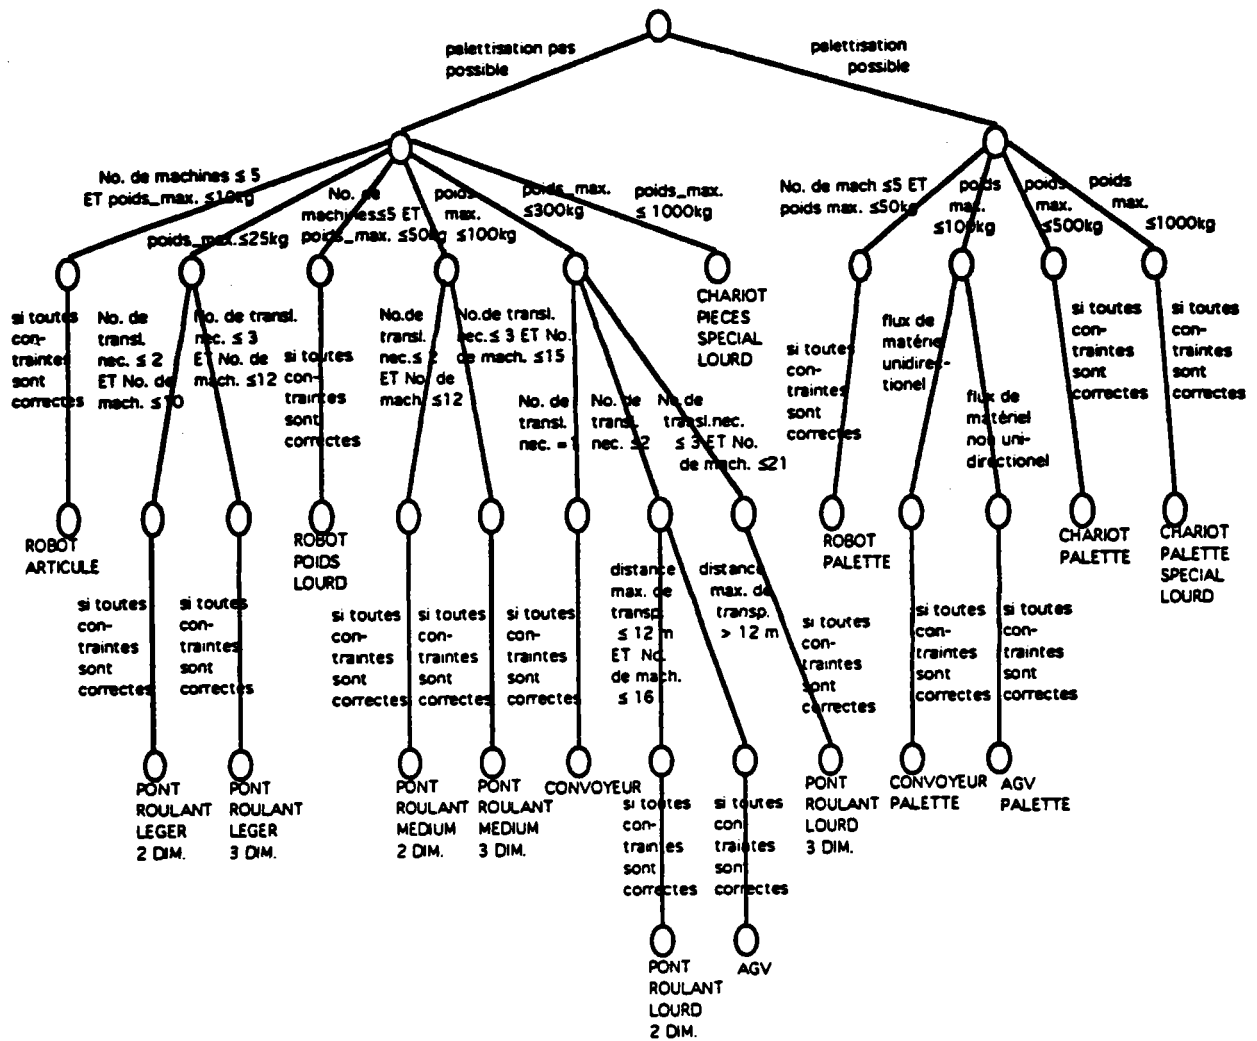 palettisation pas
possible
palettisation
possible
No. de machines ≤ 5
ET poids_max. ≤10kg
poids_max.≤25kg
No. de
machines≤5 ET
poids_max. ≤50kg
poids
max.
≤100kg
poids_max.
≤300kg
poids_max.
≤ 1000kg
No. de mach ≤5 ET
poids max. ≤50kg
poids
max.
≤100kg
poids
max.
≤500kg
poids
max.
≤1000kg
CHARIOT
PIECES
SPECIAL
LOURD
si toutes
con-
traintes
sont
correctes
No. de
transl.
nec. ≤ 2
ET No. de
mach. ≤10
No. de transl.
nec. ≤ 3
ET No. de
mach. ≤12
si toutes
con-
traintes
sont
correctes
No.de
transl.
nec.≤ 2
ET No.de
mach. ≤12
No.de transl.
nec.≤ 3 ET No.
de mach. ≤15
No. de
transl.
nec. = 1
No. de
transl.
nec. ≤2
No. de
transl.nec.
≤ 3 ET No.
de mach. ≤21
si toutes
con-
traintes
sont
correctes
flux de
matériel
unidirec-
tionel
flux de
matériel
non uni-
directionel
si toutes
con-
traintes
sont
correctes
si toutes
con-
traintes
sont
correctes
ROBOT
ARTICULE
ROBOT
POIDS
LOURD
ROBOT
PALETTE
CHARIOT
PALETTE
CHARIOT
PALETTE
SPECIAL
LOURD
si toutes
con-
traintes
sont
correctes
si toutes
con-
traintes
sont
correctes
si toutes
con-
traintes
sont
correctes
si toutes
con-
traintes
sont
correctes
si toutes
con-
traintes
sont
correctes
distance
max. de
transp.
≤ 12 m
ET No.
de mach.
≤ 16
distance
max. de
transp.
> 12 m
si toutes
con-
traintes
sont
correctes
si toutes
con-
traintes
sont
correctes
si toutes
con-
traintes
sont
correctes
PONT
ROULANT
LEGER
2 DIM.
PONT
ROULANT
LEGER
3 DIM.
PONT
ROULANT
MEDIUM
2 DIM.
PONT
ROULANT
MEDIUM
3 DIM.
CONVOYEUR
PONT
ROULANT
LOURD
3 DIM.
CONVOYEUR
PALETTE
AGV
PALETTE
si toutes
con-
traintes
sont
correctes
si toutes
con-
traintes
sont
correctes
PONT
ROULANT
LOURD
2 DIM.
AGV